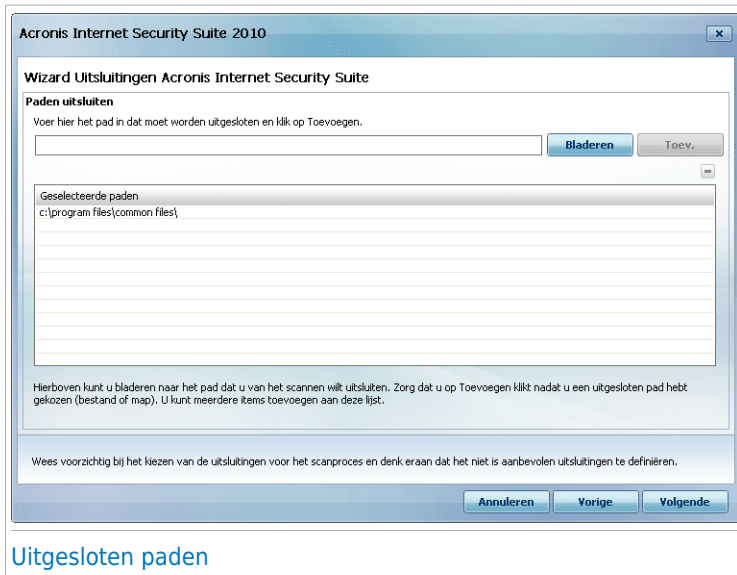 Acronis Internet Security Suite 2010
Wizard Uitsluitingen Acronis Internet Security Suite
Paden uitsluiten
Voer hier het pad in dat moet worden uitgesloten en klik op Toevoegen.
Bladeren
Toev.
Geselecteerde paden
c:\program files\common files\
Hierboven kunt u bladeren naar het pad dat u van het scannen wilt uitsluiten. Zorg dat u op Toevoegen klikt nadat u een uitgesloten pad hebt
gekozen (bestand of map). U kunt meerdere items toevoegen aan deze lijst.
Wees voorzichtig bij het kiezen van de uitsluitingen voor het scanproces en denk eraan dat het niet is aanbevolen uitsluitingen te definiëren.
Annuleren
Vorige
Volgende
Uitgesloten paden